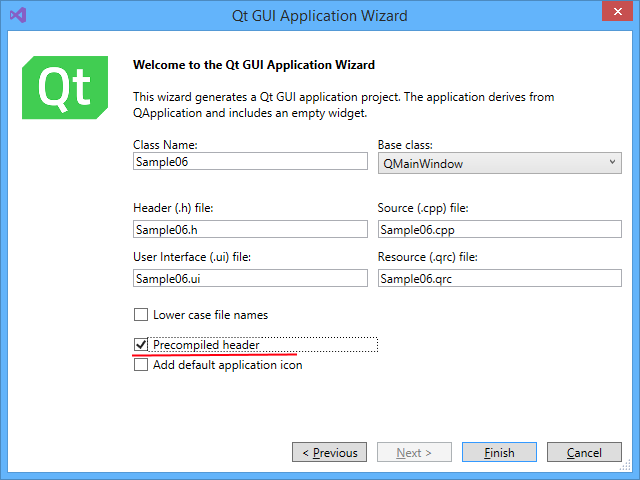 Qt GUI Application Wizard
Qt
Welcome to the Qt GUI Application Wizard
This wizard generates a Qt GUI application project. The application derives from
QApplication and includes an empty widget.
Class Name:
Base class:
Sample06
QMainWindow
Header (.h) file:
Source (.cpp) file:
Sample06.h
Sample06.cpp
User Interface (.ui) file:
Resource (.qrc) file:
Sample06.ui
Sample06.qrc
Lower case file names
Precompiled header
Add default application icon
< Previous
Next >
Finish
Cancel